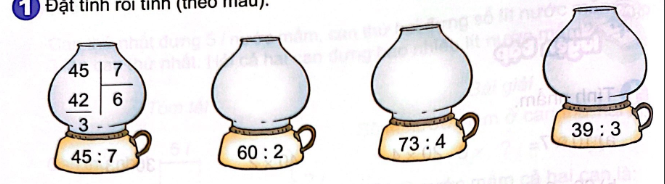 1 Đặt tính rồi tính (theo mẫu).
45 | 7
42 | 6
3
45 : 7
60 : 2
73 : 4
39 : 3